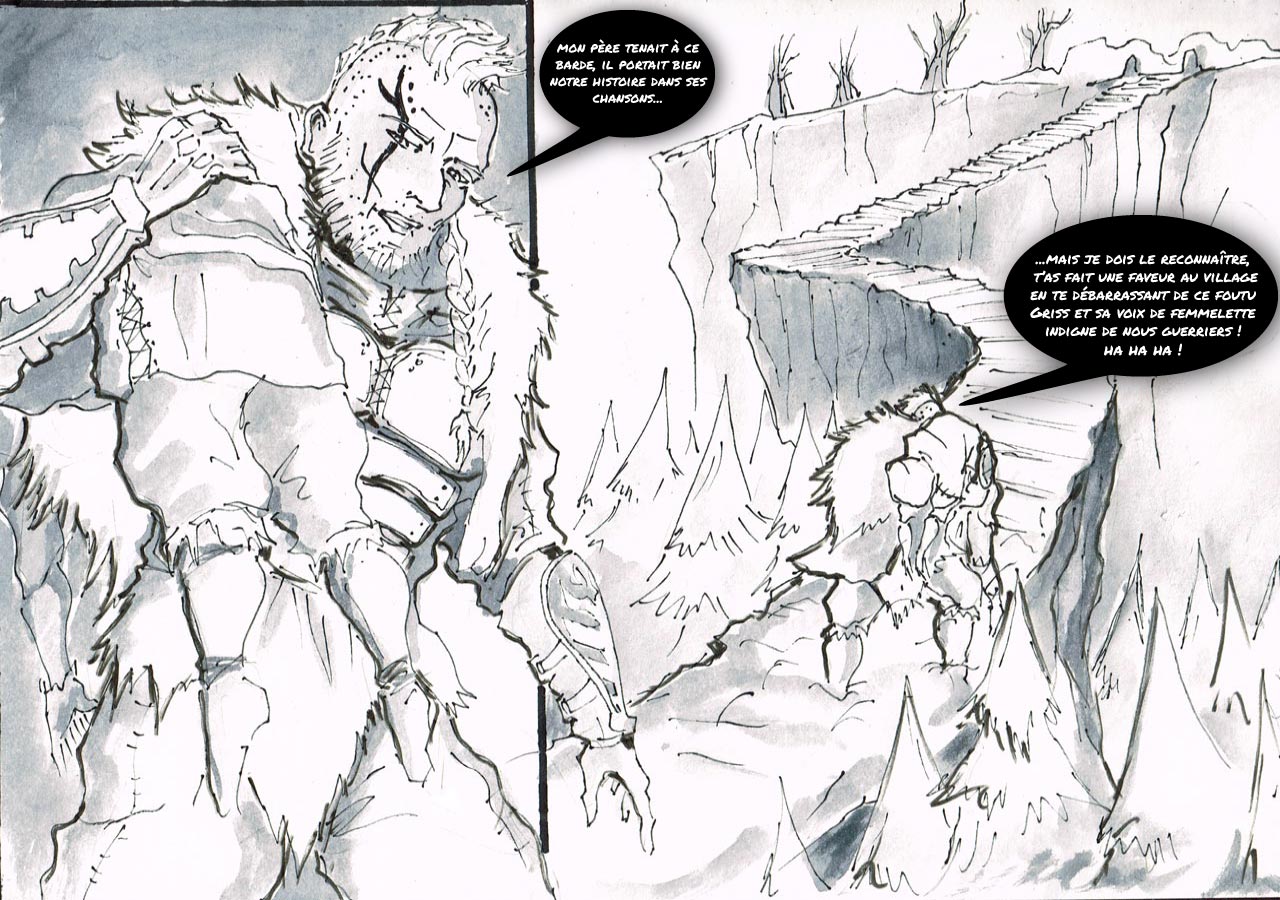 MON PÈRE TENAIT À CE
BARDE, IL PORTAIT BIEN
NOTRE HISTOIRE DANS SES
CHANSONS...
...MAIS JE DOIS LE RECONNAÎTRE,
T'AS FAIT UNE FAVEUR AU VILLAGE
EN TE DÉBARRASSANT DE CE FOUTU
GRISS ET SA VOIX DE FEMMELETTE
INDIGNE DE NOUS GUERRIERS !
HA HA HA !